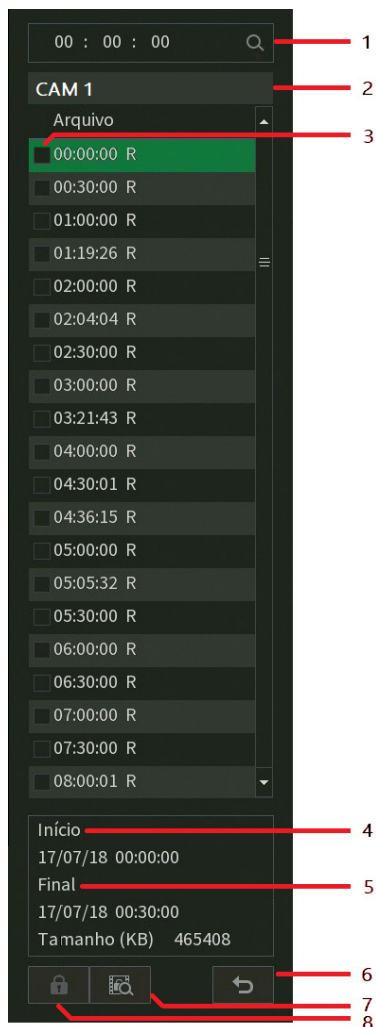 00 : 00 : 00
1
CAM 1
2
Arquivo
3
00:00:00 R
00:30:00 R
01:00:00 R
01:19:26 R
02:00:00 R
02:04:04 R
02:30:00 R
03:00:00 R
03:21:43 R
04:00:00 R
04:30:01 R
04:36:15 R
05:00:00 R
05:05:32 R
05:30:00 R
06:00:00 R
06:30:00 R
07:00:00 R
07:30:00 R
08:00:01 R
Início
4
17/07/18 00:00:00
Final
5
17/07/18 00:30:00
Tamanho (KB) 465408
6
7
8